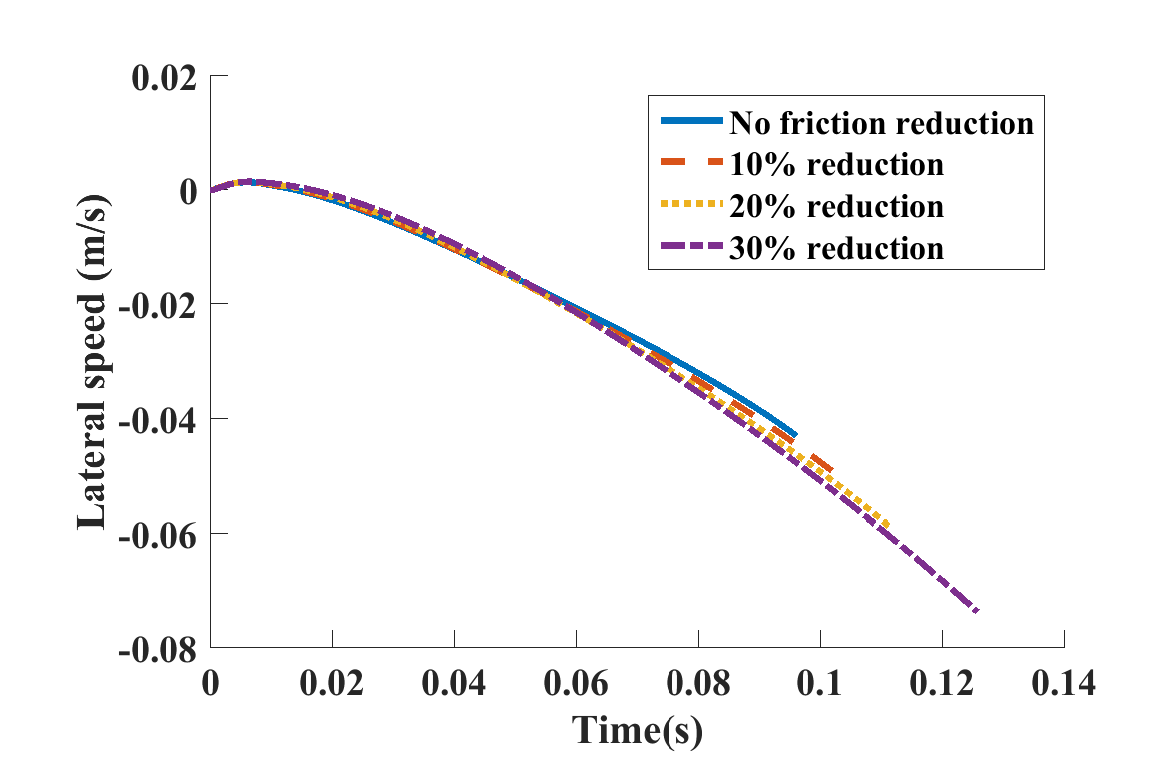 0.02
0
-0.02
-0.04
-0.06
-0.08
Lateral speed (m/s)
No friction reduction
10% reduction
20% reduction
30% reduction
0 0.02 0.04 0.06 0.08 0.1 0.12 0.14
Time(s)